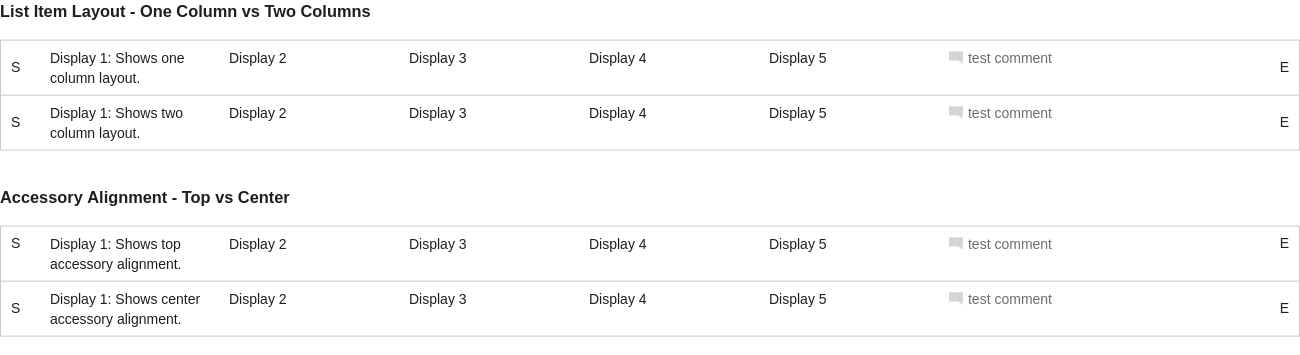 List Item Layout - One Column vs Two Columns
S Display 1: Shows one column layout. Display 2 Display 3 Display 4 Display 5 test comment E
S Display 1: Shows two column layout. Display 2 Display 3 Display 4 Display 5 test comment E
Accessory Alignment - Top vs Center
S Display 1: Shows top accessory alignment. Display 2 Display 3 Display 4 Display 5 test comment E
S Display 1: Shows center accessory alignment. Display 2 Display 3 Display 4 Display 5 test comment E